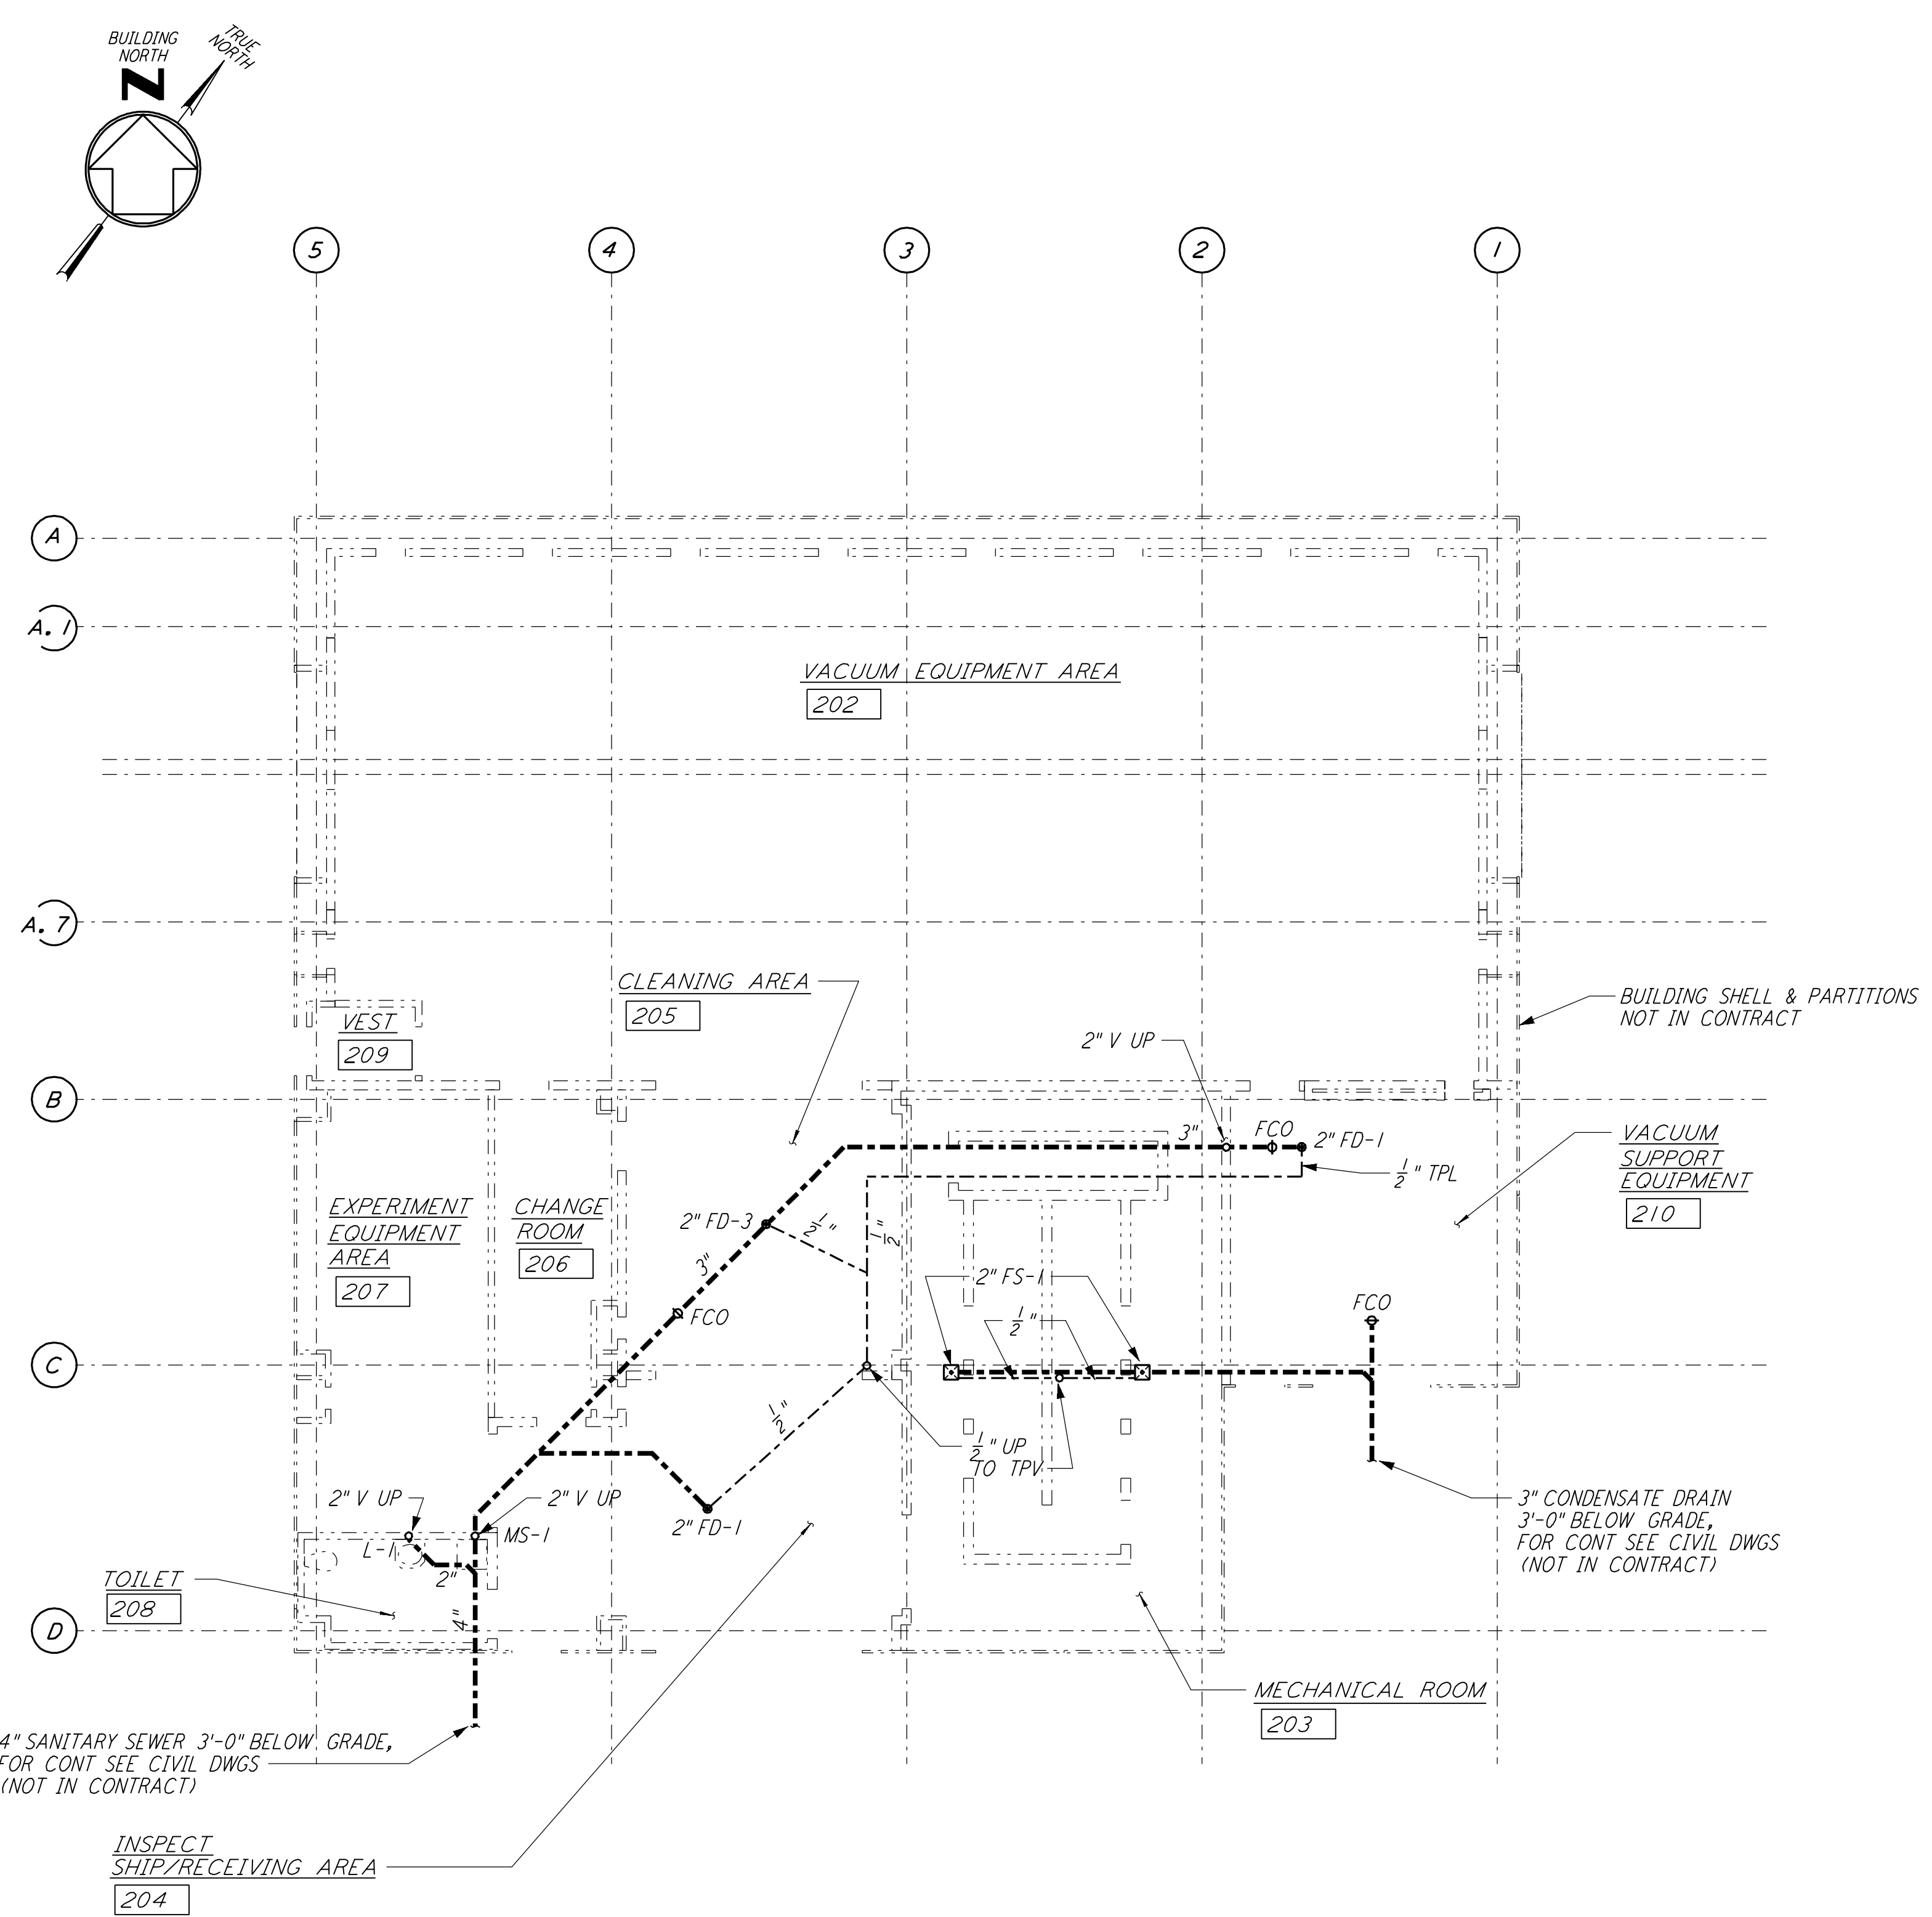 BUILDING
NORTH
N
TRUE
NORTH
5
4
3
2
1
A
A.1
VACUUM EQUIPMENT AREA
202
A.7
CLEANING AREA
205
BUILDING SHELL & PARTITIONS
NOT IN CONTRACT
VEST
209
2" V UP
B
3"
FCO
2" FD-1
VACUUM
SUPPORT
EQUIPMENT
210
1/2" TPL
EXPERIMENT
EQUIPMENT
AREA
207
CHANGE
ROOM
206
2" FD-3
1/2"
1/2"
3"
FCO
2" FS-1
1/2"
FCO
C
1/2"
1/2" UP
TO TPV
2" V UP
2" V UP
MS-1
2" FD-1
L-1
2"
3" CONDENSATE DRAIN
3'-0" BELOW GRADE,
FOR CONT SEE CIVIL DWGS
(NOT IN CONTRACT)
TOILET
208
4"
D
MECHANICAL ROOM
203
4" SANITARY SEWER 3'-0" BELOW GRADE,
FOR CONT SEE CIVIL DWGS
(NOT IN CONTRACT)
INSPECT
SHIP/RECEIVING AREA
204